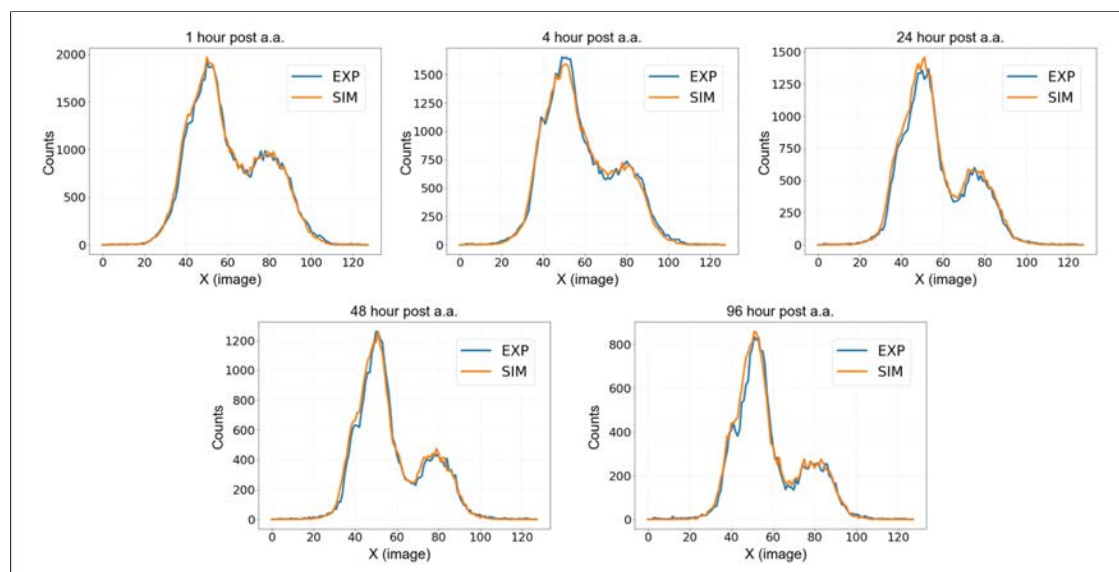 1 hour post a.a.
2000
1500
1000
500
0
Counts
EXP
SIM
0 20 40 60 80 100 120
X (image)
4 hour post a.a.
1500
1250
1000
750
500
250
0
Counts
EXP
SIM
0 20 40 60 80 100 120
X (image)
24 hour post a.a.
1500
1250
1000
750
500
250
0
Counts
EXP
SIM
0 20 40 60 80 100 120
X (image)
48 hour post a.a.
1200
1000
800
600
400
200
0
Counts
EXP
SIM
0 20 40 60 80 100 120
X (image)
96 hour post a.a.
800
600
400
200
0
Counts
EXP
SIM
0 20 40 60 80 100 120
X (image)